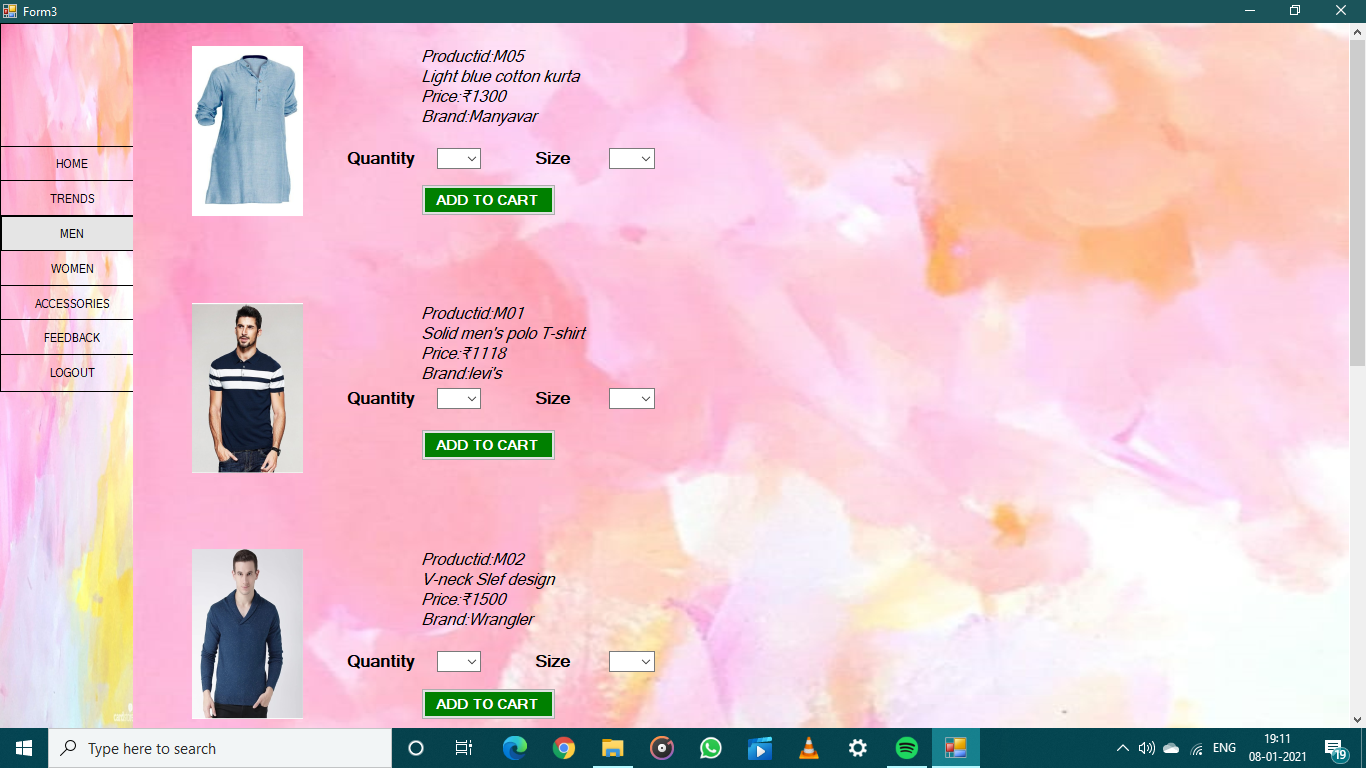 Form3
HOME
TRENDS
MEN
WOMEN
ACCESSORIES
FEEDBACK
LOGOUT
Productid:M05
Light blue cotton kurta
Price:₹1300
Brand:Manyavar
Quantity Size
ADD TO CART
Productid:M01
Solid men's polo T-shirt
Price:₹1118
Brand:levi's
Quantity Size
ADD TO CART
Productid:M02
V-neck Slef design
Price:₹1500
Brand:Wrangler
Quantity Size
ADD TO CART
Type here to search
ENG
19:11
08-01-2021
19